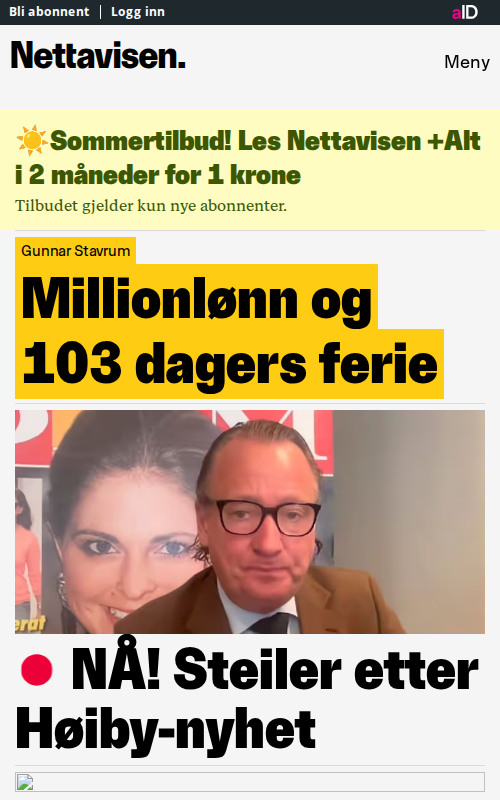 Bli abonnent | Logg inn
aID
Nettavisen.
Meny
☀️Sommertilbud! Les Nettavisen +Alt
i 2 måneder for 1 krone
Tilbudet gjelder kun nye abonnenter.
Gunnar Stavrum
Millionlønn og
103 dagers ferie
erat
🔴 NÅ! Steiler etter
Høiby-nyhet